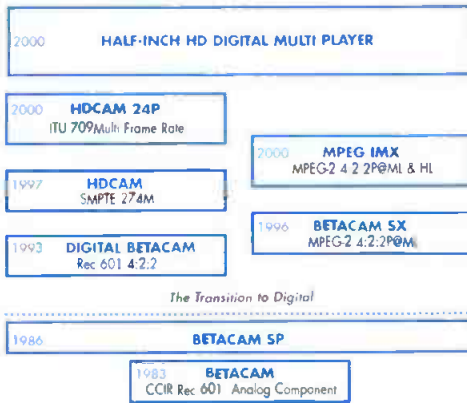 2000 HALF-INCH HD DIGITAL MULTI PLAYER
2000 HDCAM 24P
ITU 709Multi Frame Rate
2000 MPEG IMX
MPEG-2 4 2 2P@ML & HL
1997 HDCAM
SMPTE 274M
1996 BETACAM SX
MPEG-2 4:2:2P@ML
1993 DIGITAL BETACAM
Rec 601 4:2:2
The Transition to Digital
1986 BETACAM SP
1983 BETACAM
CCIR Rec 601 Analog Component